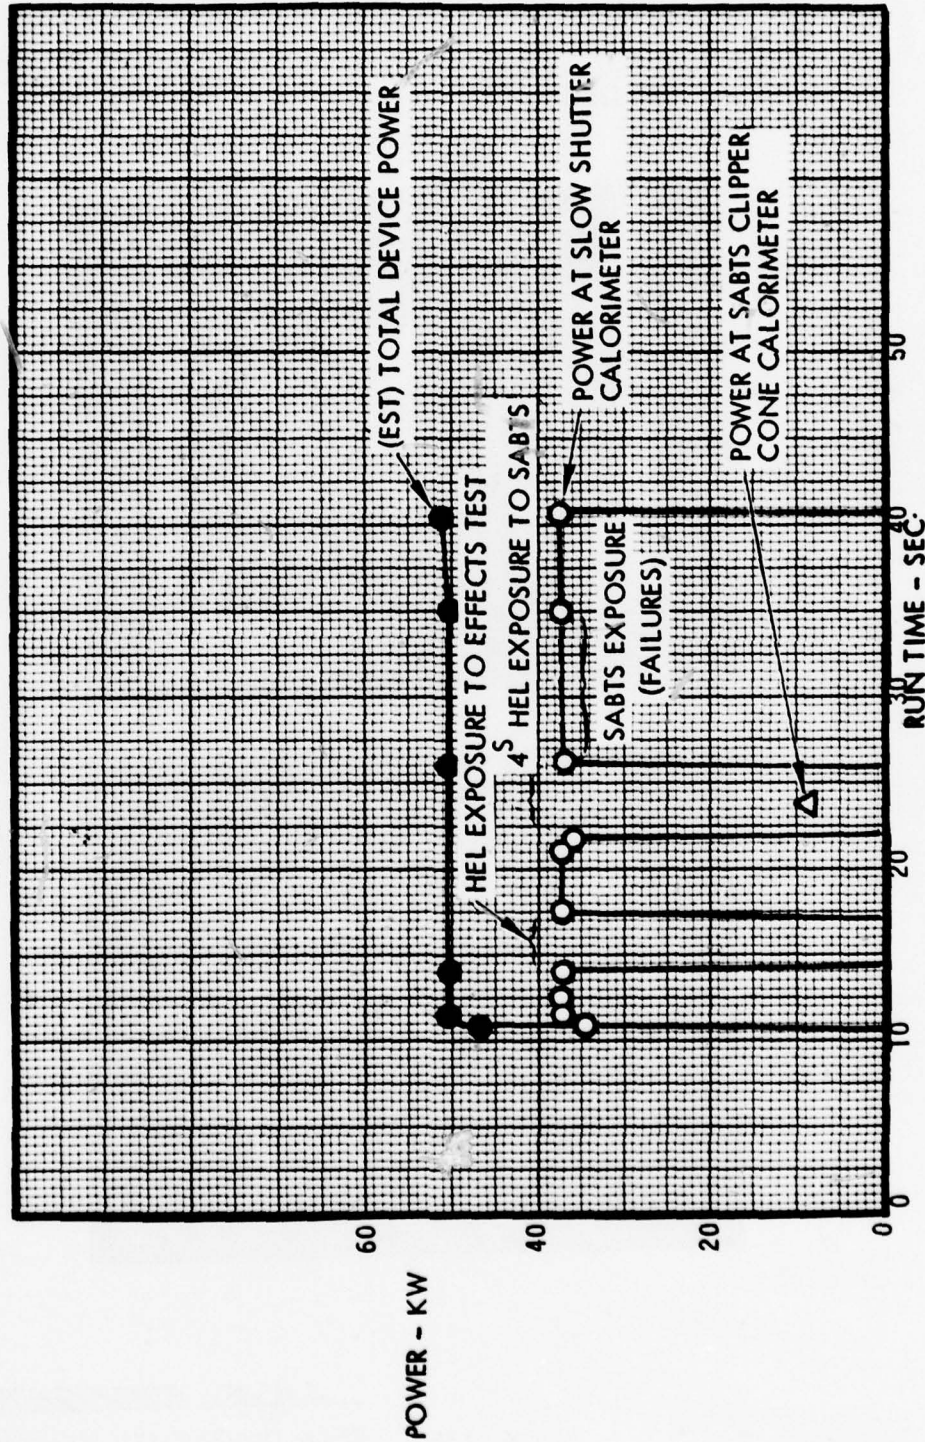 POWER - KW
60
40
20
0
(EST) TOTAL DEVICE POWER
HEL EXPOSURE TO EFFECTS TEST
4S HEL EXPOSURE TO SABTS
POWER AT SLOW SHUTTER
CALORIMETER
SABTS EXPOSURE
(FAILURES)
POWER AT SABTS CLIPPER
CONE CALORIMETER
0
10
20
30
40
50
RUN TIME - SEC.